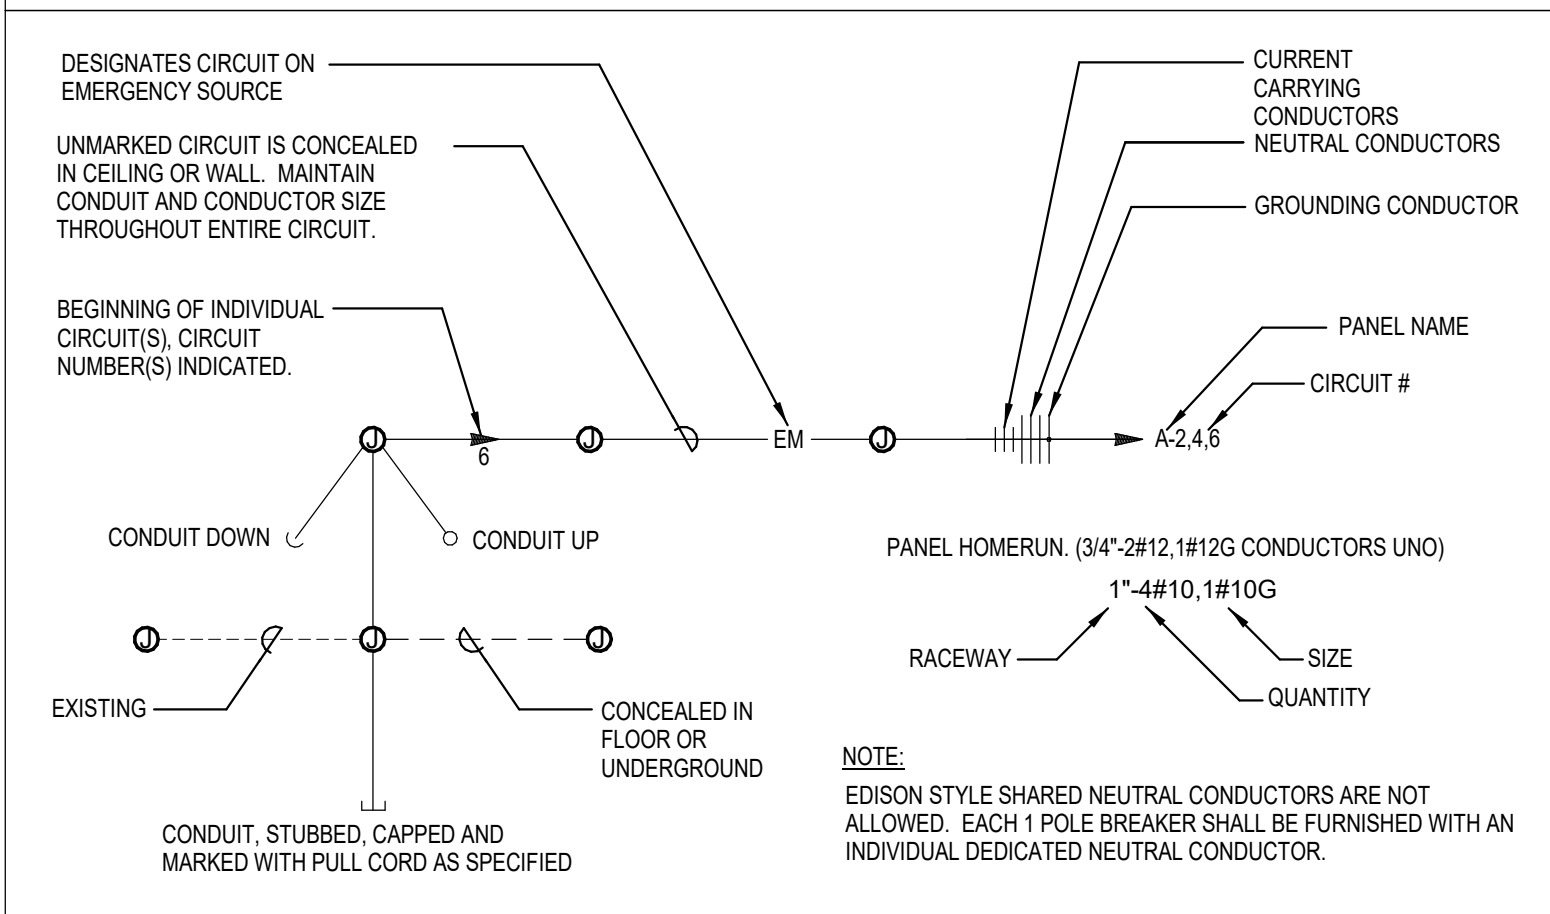 DESIGNATES CIRCUIT ON
EMERGENCY SOURCE
CURRENT
CARRYING
CONDUCTORS
NEUTRAL CONDUCTORS
UNMARKED CIRCUIT IS CONCEALED
IN CEILING OR WALL.  MAINTAIN
CONDUIT AND CONDUCTOR SIZE
THROUGHOUT ENTIRE CIRCUIT.
GROUNDING CONDUCTOR
BEGINNING OF INDIVIDUAL
CIRCUIT(S), CIRCUIT
NUMBER(S) INDICATED.
PANEL NAME
CIRCUIT #
J
6
J
EM
J
A-2,4,6
CONDUIT DOWN
CONDUIT UP
PANEL HOMERUN. (3/4"-2#12,1#12G CONDUCTORS UNO)
1"-4#10,1#10G
RACEWAY
SIZE
QUANTITY
J
J
J
EXISTING
CONCEALED IN
FLOOR OR
UNDERGROUND
CONDUIT, STUBBED, CAPPED AND
MARKED WITH PULL CORD AS SPECIFIED
NOTE:
EDISON STYLE SHARED NEUTRAL CONDUCTORS ARE NOT
ALLOWED.  EACH 1 POLE BREAKER SHALL BE FURNISHED WITH AN
INDIVIDUAL DEDICATED NEUTRAL CONDUCTOR.